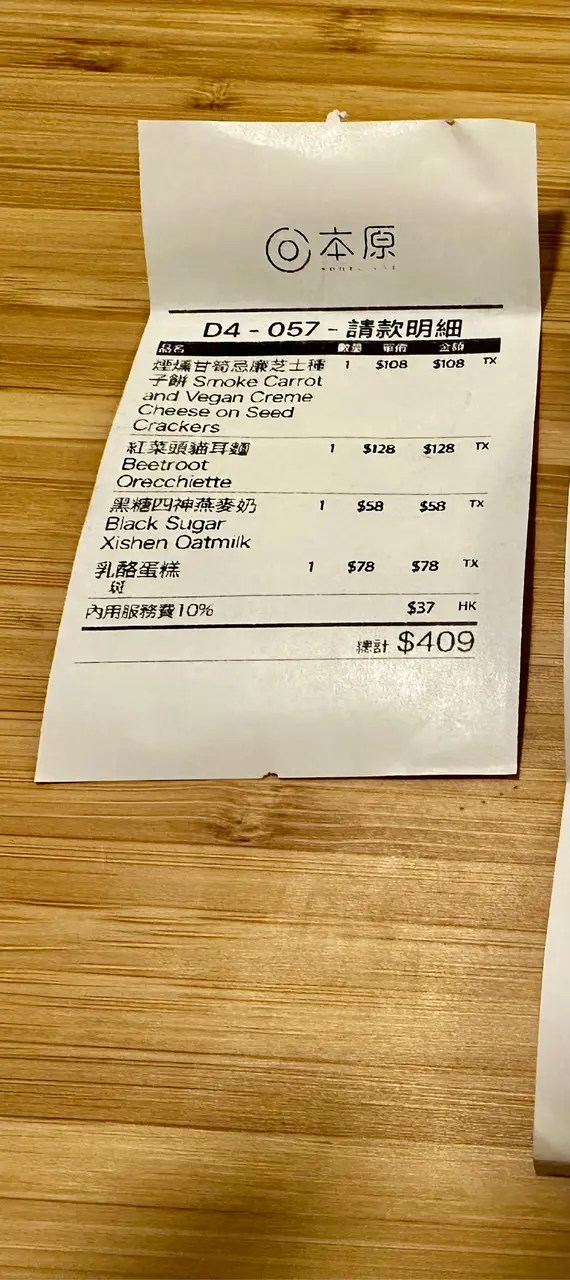 本原
D4 - 057 - 請款明細
品名 數量 單價 金額
煙燻甘筍忌廉芝士種 1 $108 $108 TX
子餅 Smoke Carrot
and Vegan Creme
Cheese on Seed
Crackers
紅菜頭貓耳麵 1 $128 $128 TX
Beetroot
Orecchiette
黑糖四神燕麥奶 1 $58 $58 TX
Black Sugar
Xishen Oatmilk
乳酪蛋糕 1 $78 $78 TX
斑
內用服務費10% $37 HK
總計 $409